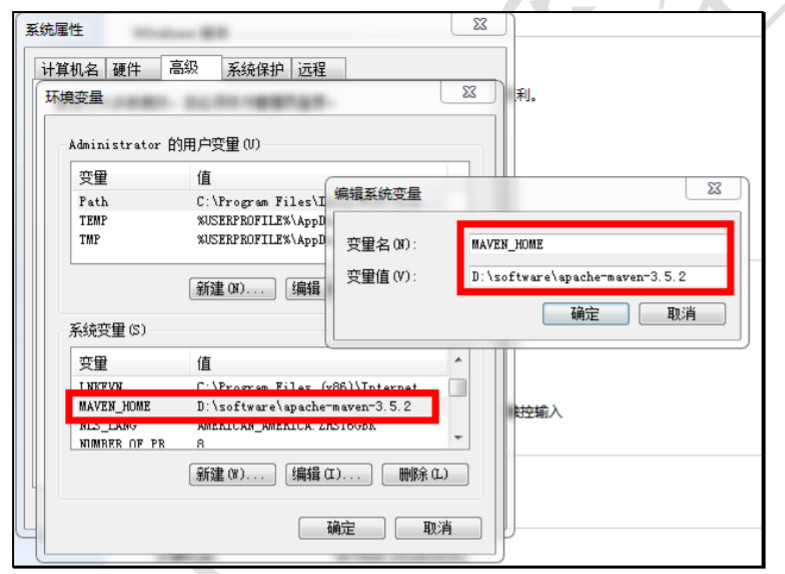 系统属性
计算机名 硬件 高级 系统保护 远程
利。
环境变量
Administrator 的用户变量(U)
变量 值
Path C:\Program Files\I
TEMP %USERPROFILE%\AppD
TMP %USERPROFILE%\AppD
新建(N)... 编辑
编辑系统变量
变量名(N): MAVEN_HOME
变量值(V): D:\software\apache-maven-3.5.2
确定 取消
系统变量(S)
变量 值
C:\Program Files (x86)\Internet
MAVEN_HOME D:\software\apache-maven-3.5.2
NLS_LANG AMERICAN_AMERICA.ZHS16GBK
NUMBER_OF_PR 8
新建(W)... 编辑(I)... 删除(L)
确定 取消
控输入